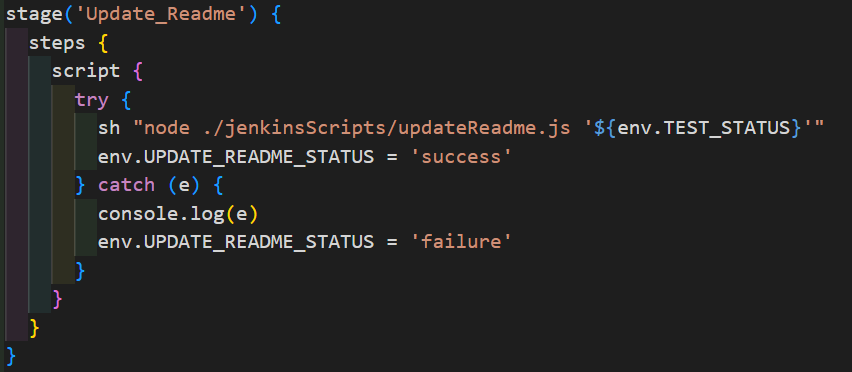 stage('Update_Readme') {
  steps {
    script {
      try {
        sh "node ./jenkinsScripts/updateReadme.js '${env.TEST_STATUS}'"
        env.UPDATE_README_STATUS = 'success'
      } catch (e) {
        console.log(e)
        env.UPDATE_README_STATUS = 'failure'
      }
    }
  }
}